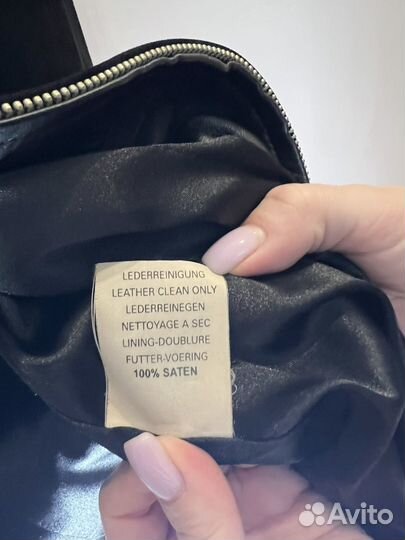 LEDERREINIGUNG
LEATHER CLEAN ONLY
LEDERREINEGEN
NETTOYAGE A SEC
LINING-DOUBLURE
FUTTER-VOERING
100% SATEN
Avito